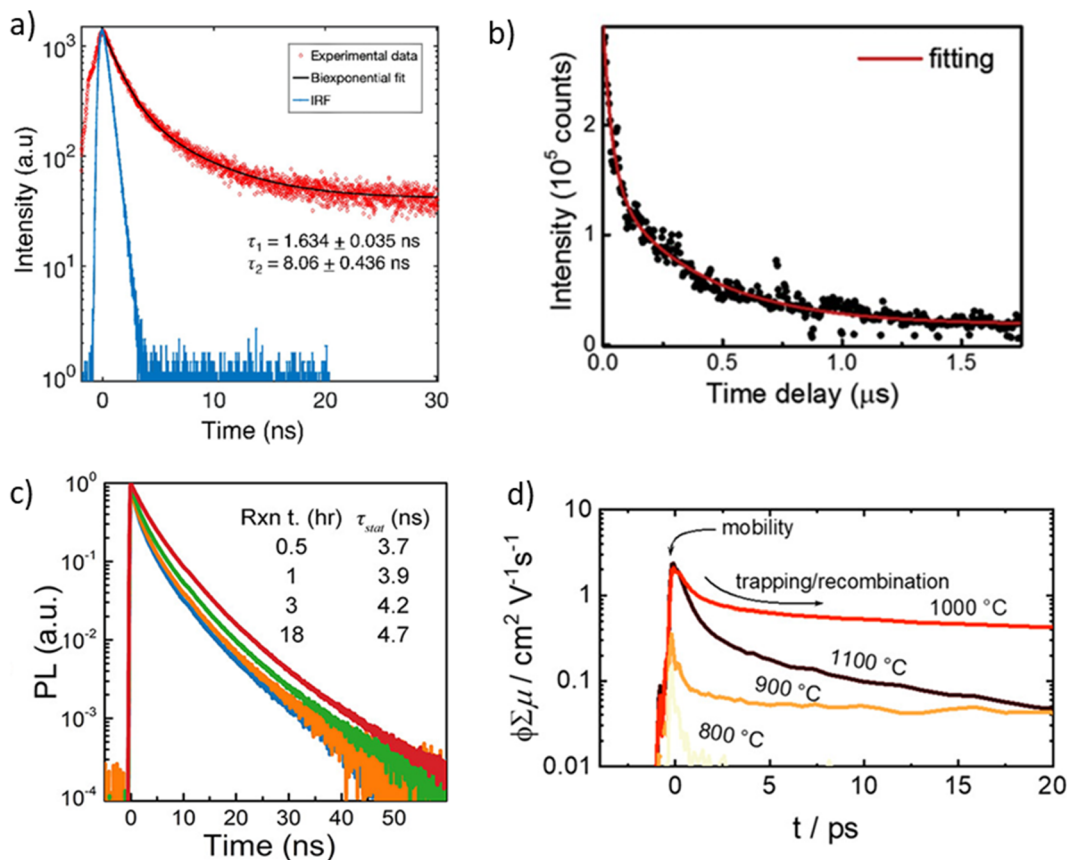 a)
10³
10²
10¹
10⁰
Intensity (a.u)
Experimental data
Biexponential fit
IRF
τ₁ = 1.634 ± 0.035 ns
τ₂ = 8.06 ± 0.436 ns
0 10 20 30
Time (ns)
b)
fitting
Intensity (10⁵ counts)
2
1
0
0 0.5 1.0 1.5
Time delay (μs)
c)
10⁰
10⁻¹
10⁻²
10⁻³
10⁻⁴
PL (a.u.)
Rxn t. (hr) τstat (ns)
0.5 3.7
1 3.9
3 4.2
18 4.7
0 10 20 30 40 50
Time (ns)
d)
10
1
0.1
0.01
ϕΣμ / cm² V⁻¹s⁻¹
mobility
trapping/recombination
1000 °C
1100 °C
900 °C
800 °C
0 5 10 15 20
t / ps